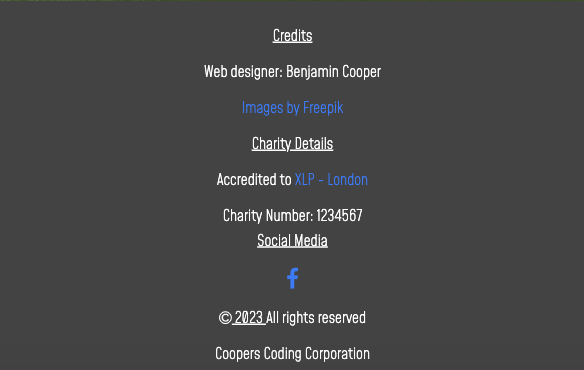 Credits
Web designer: Benjamin Cooper
Images by Freepik
Charity Details
Accredited to XLP - London
Charity Number: 1234567
Social Media
© 2023 All rights reserved
Coopers Coding Corporation